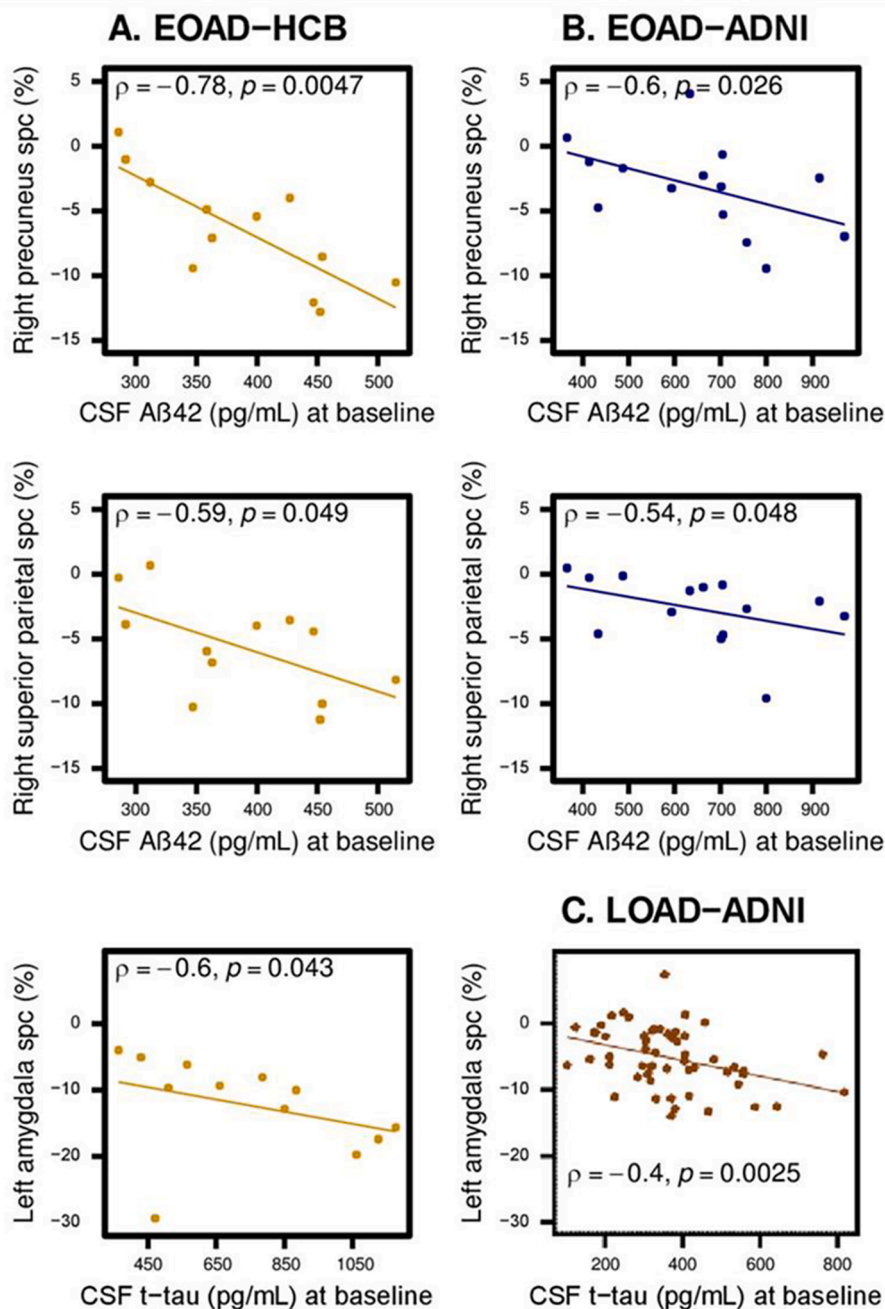 A. EOAD−HCB
Right precuneus spc (%)
ρ = −0.78, p = 0.0047
5
0
−5
−10
−15
300 350 400 450 500
CSF Aß42 (pg/mL) at baseline
B. EOAD−ADNI
Right precuneus spc (%)
ρ = −0.6, p = 0.026
5
0
−5
−10
−15
400 500 600 700 800 900
CSF Aß42 (pg/mL) at baseline
Right superior parietal spc (%)
ρ = −0.59, p = 0.049
5
0
−5
−10
−15
300 350 400 450 500
CSF Aß42 (pg/mL) at baseline
Right superior parietal spc (%)
ρ = −0.54, p = 0.048
5
0
−5
−10
−15
400 500 600 700 800 900
CSF Aß42 (pg/mL) at baseline
Left amygdala spc (%)
ρ = −0.6, p = 0.043
0
−10
−20
−30
450 650 850 1050
CSF t−tau (pg/mL) at baseline
C. LOAD−ADNI
Left amygdala spc (%)
0
−10
−20
−30
ρ = −0.4, p = 0.0025
200 400 600 800
CSF t−tau (pg/mL) at baseline